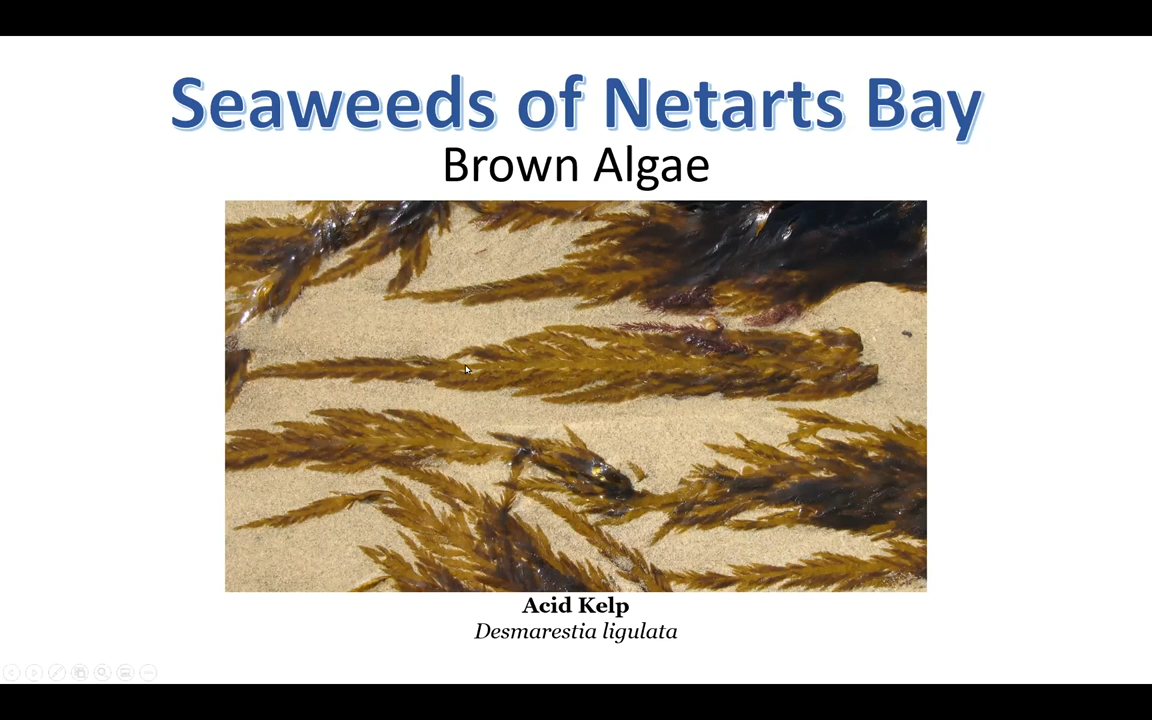 Seaweeds of Netarts Bay
Brown Algae
Acid Kelp
Desmarestia ligulata